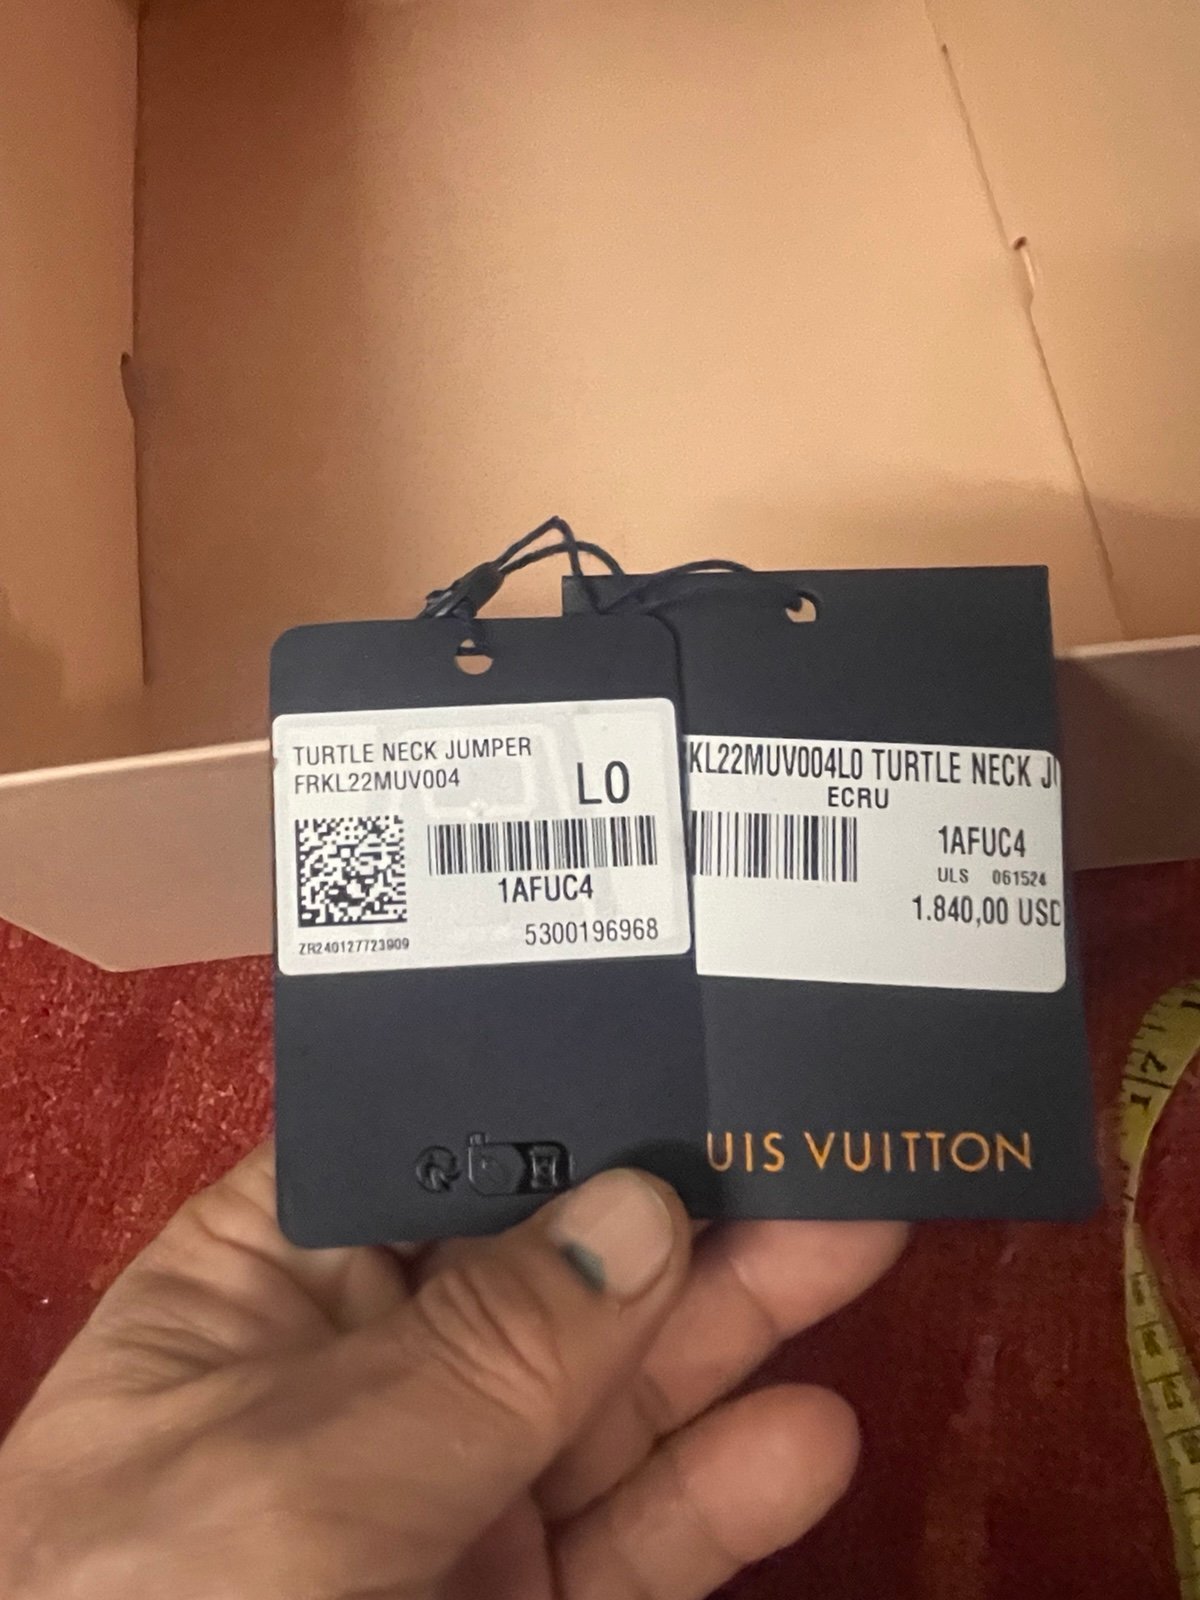 TURTLE NECK JUMPER
FRKL22MUV004
L0
1AFUC4
5300196968
ZR240127723909
KL22MUV004L0 TURTLE NECK
ECRU
1AFUC4
ULS 061524
1.840,00 USD
UIS VUITTON
7